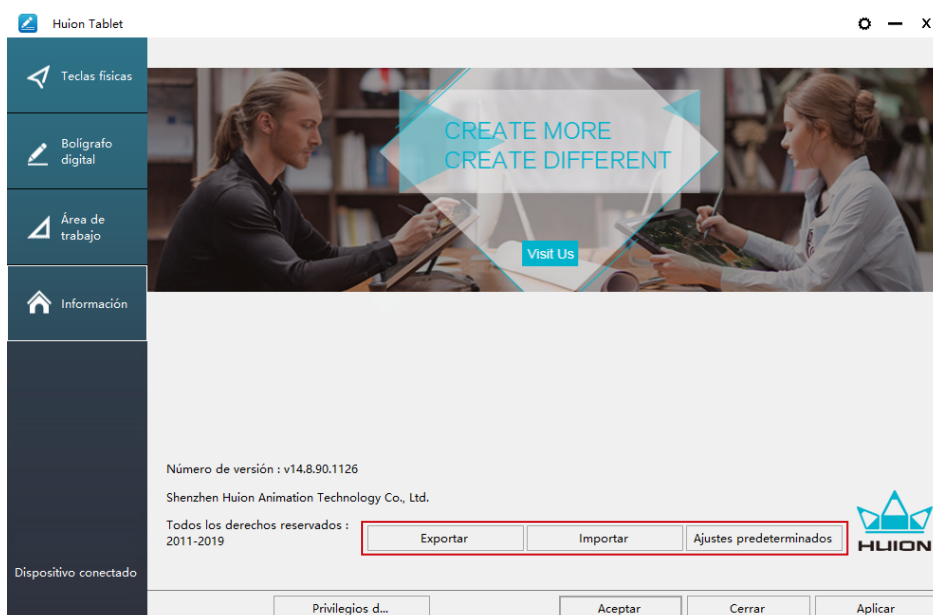 Huion Tablet
Teclas físicas
Bolígrafo
digital
Área de
trabajo
Información
CREATE MORE
CREATE DIFFERENT
Visit Us
Número de versión : v14.8.90.1126
Shenzhen Huion Animation Technology Co., Ltd.
Todos los derechos reservados :
2011-2019
Exportar
Importar
Ajustes predeterminados
HUION
Dispositivo conectado
Privilegios d...
Aceptar
Cerrar
Aplicar